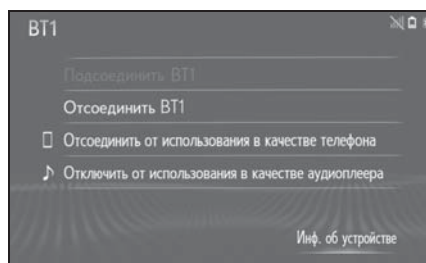 BT1
Подсоединить BT1
Отсоединить BT1
Отсоединить от использования в качестве телефона
Отключить от использования в качестве аудиоплеера
Инф. об устройстве